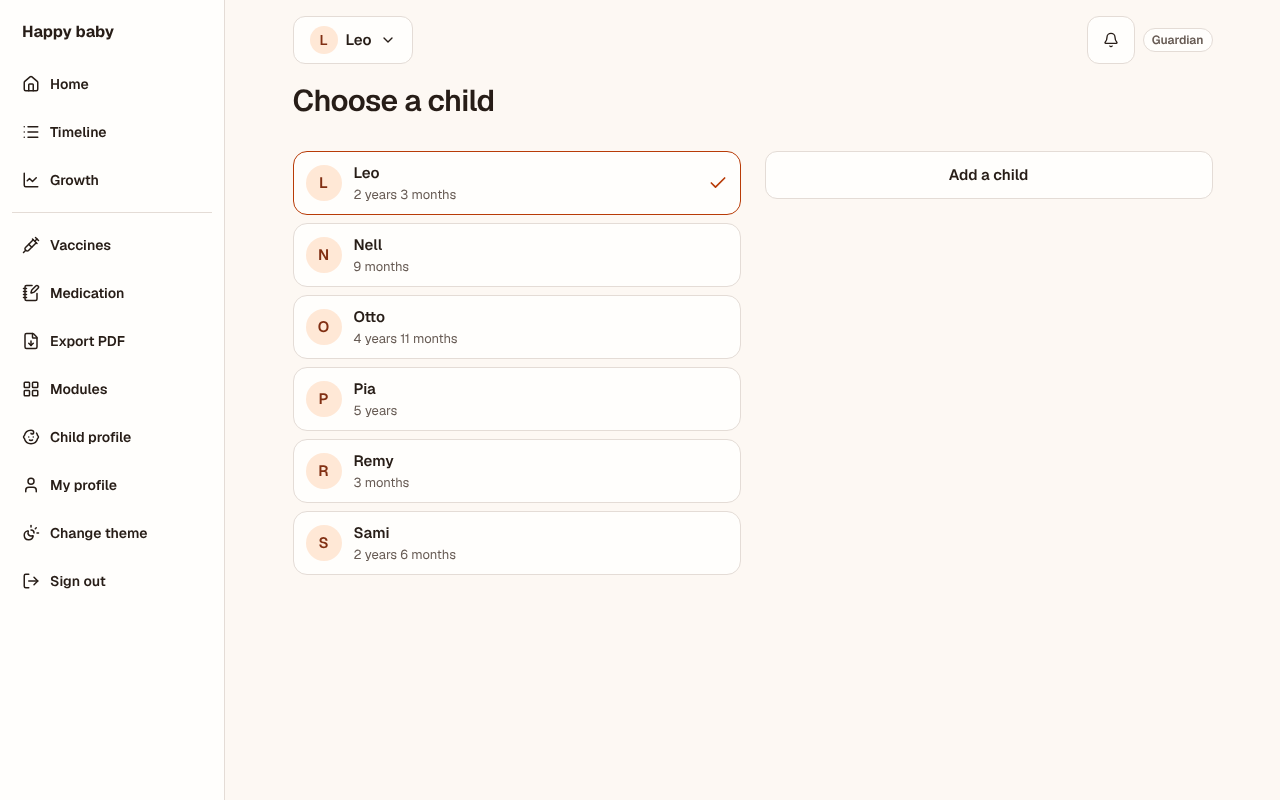 Happy baby
Home
Timeline
Growth
Vaccines
Medication
Export PDF
Modules
Child profile
My profile
Change theme
Sign out
L Leo
Guardian
Choose a child
L
Leo
2 years 3 months
N
Nell
9 months
O
Otto
4 years 11 months
P
Pia
5 years
R
Remy
3 months
S
Sami
2 years 6 months
Add a child